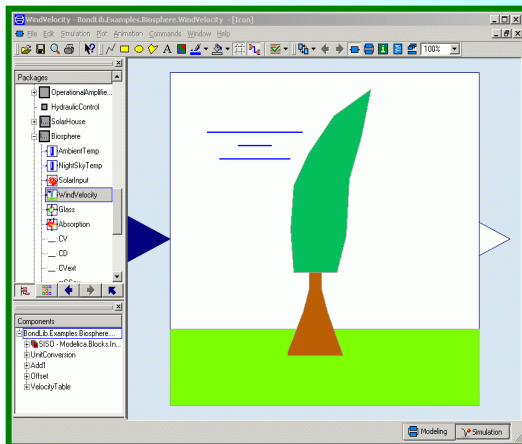 WindVelocity - BondLib.Examples.Biosphere.WindVelocity - [Icon]
File Edit Simulation Plot Animation Commands Window Help
100%
Packages
OperationalAmplifie...
HydraulicControl
SolarHouse
Biosphere
AmbientTemp
NightSkyTemp
SolarInput
WindVelocity
Glass
Absorption
CV
CD
CVext
Components
BondLib.Examples.Biosphere....
SISO - Modelica.Blocks.In...
UnitConversion
Add1
Offset
VelocityTable
Modeling Simulation